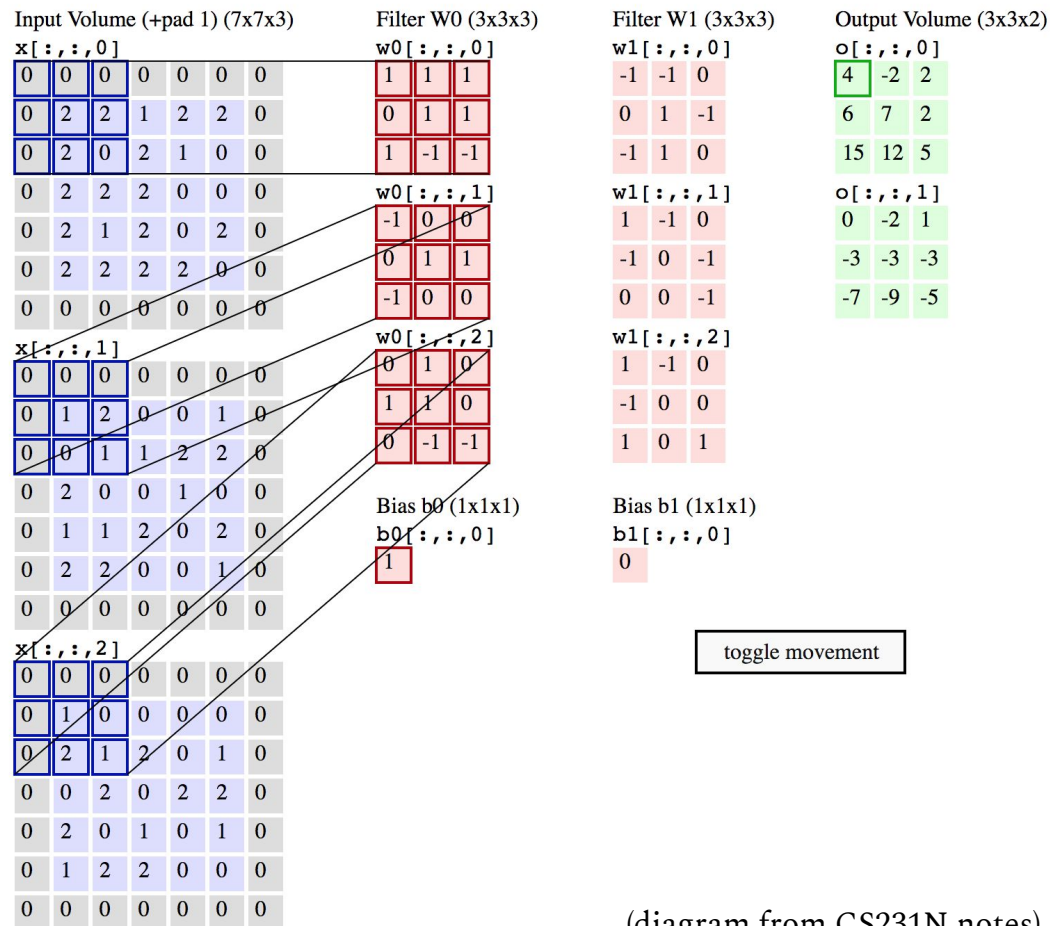 Input Volume (+pad 1) (7x7x3)
x[:,:,0]
0 0 0 0 0 0 0
0 2 2 1 2 2 0
0 2 0 2 1 0 0
0 2 2 2 0 0 0
0 2 1 2 0 2 0
0 2 2 2 2 0 0
0 0 0 0 0 0 0
x[:,:,1]
0 0 0 0 0 0 0
0 1 2 0 0 1 0
0 0 1 1 2 2 0
0 2 0 0 1 0 0
0 1 1 2 0 2 0
0 2 2 0 0 1 0
0 0 0 0 0 0 0
x[:,:,2]
0 0 0 0 0 0 0
0 1 0 0 0 0 0
0 2 1 2 0 1 0
0 0 2 0 2 2 0
0 2 0 1 0 1 0
0 1 2 2 0 0 0
0 0 0 0 0 0 0
Filter W0 (3x3x3)
w0[:,:,0]
1 1 1
0 1 1
1 -1 -1
w0[:,:,1]
-1 0 0
0 1 1
-1 0 0
w0[:,:,2]
0 1 0
1 1 0
0 -1 -1
Bias b0 (1x1x1)
b0[:,:,0]
1
Filter W1 (3x3x3)
w1[:,:,0]
-1 -1 0
0 1 -1
-1 1 0
w1[:,:,1]
1 -1 0
-1 0 -1
0 0 -1
w1[:,:,2]
1 -1 0
-1 0 0
1 0 1
Bias b1 (1x1x1)
b1[:,:,0]
0
Output Volume (3x3x2)
o[:,:,0]
4 -2 2
6 7 2
15 12 5
o[:,:,1]
0 -2 1
-3 -3 -3
-7 -9 -5
toggle movement
(diagram from CS231N notes)